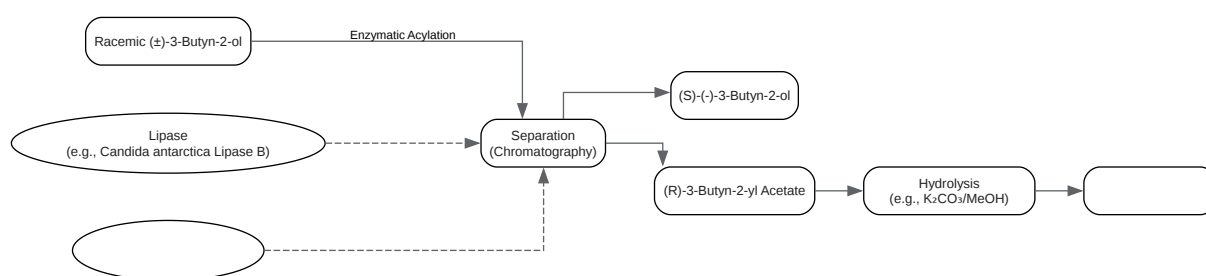 Racemic (±)-3-Butyn-2-ol
Enzymatic Acylation
(S)-(-)-3-Butyn-2-ol
Lipase
(e.g., Candida antarctica Lipase B)
Separation
(Chromatography)
(R)-3-Butyn-2-yl Acetate
Hydrolysis
(e.g., K₂CO₃/MeOH)